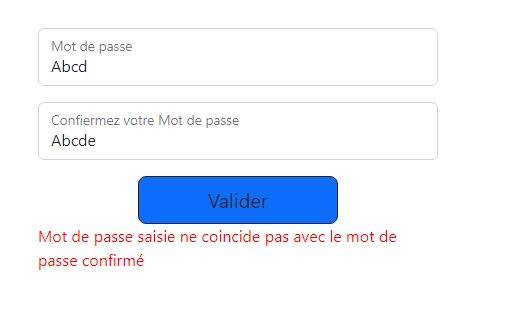 Mot de passe
Abcd
Confiermez votre Mot de passe
Abcde
Valider
Mot de passe saisie ne coincide pas avec le mot de
passe confirmé